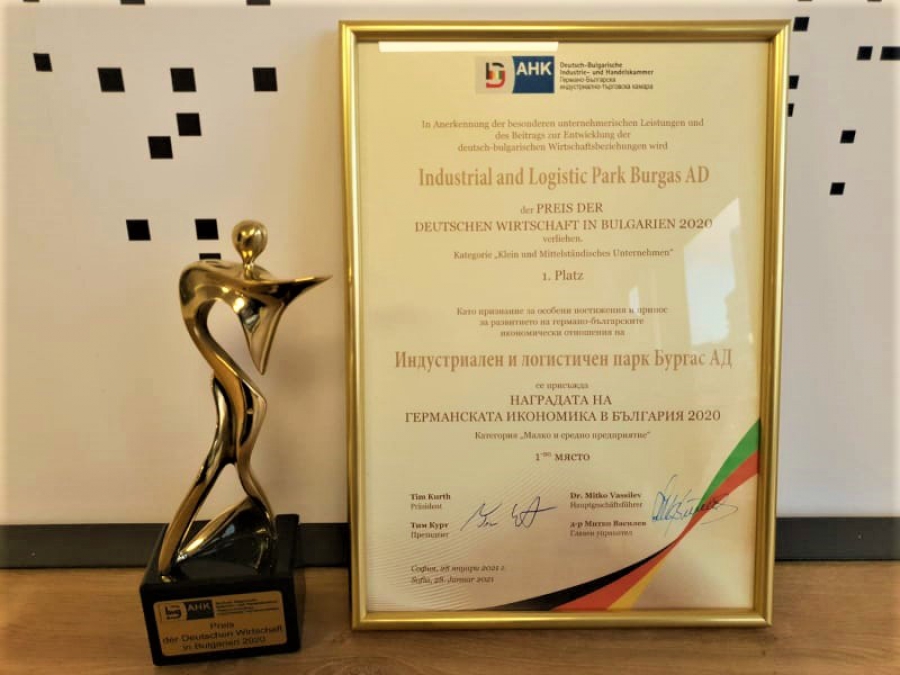 AHK
Deutsch-Bulgarische
Industrie- und Handelskammer
Германо-Българска
индустриално-търговска камара
In Anerkennung der besonderen unternehmerischen Leistungen und
des Beitrags zur Entwicklung der
deutsch-bulgarischen Wirtschaftsbeziehungen wird
Industrial and Logistic Park Burgas AD
der PREIS DER
DEUTSCHEN WIRTSCHAFT IN BULGARIEN 2020
verliehen.
Kategorie „Klein und Mittelständisches Unternehmen“
1. Platz
Като признание за особени постижения и принос
за развитието на германо-българските
икономически отношения на
Индустриален и логистичен парк Бургас АД
се присъжда
НАГРАДАТА НА
ГЕРМАНСКАТА ИКОНОМИКА В БЪЛГАРИЯ 2020
Категория „Малко и средно предприятие“
1-во място
Tim Kurth
Präsident
Тим Курт
Президент
Dr. Mitko Vassilev
Hauptgeschäftsführer
д-р Митко Василев
Главен управител
София, 28 януари 2021 г.
Sofia, 28. Januar 2021
AHK
Preis
der Deutschen Wirtschaft
in Bulgarien 2020